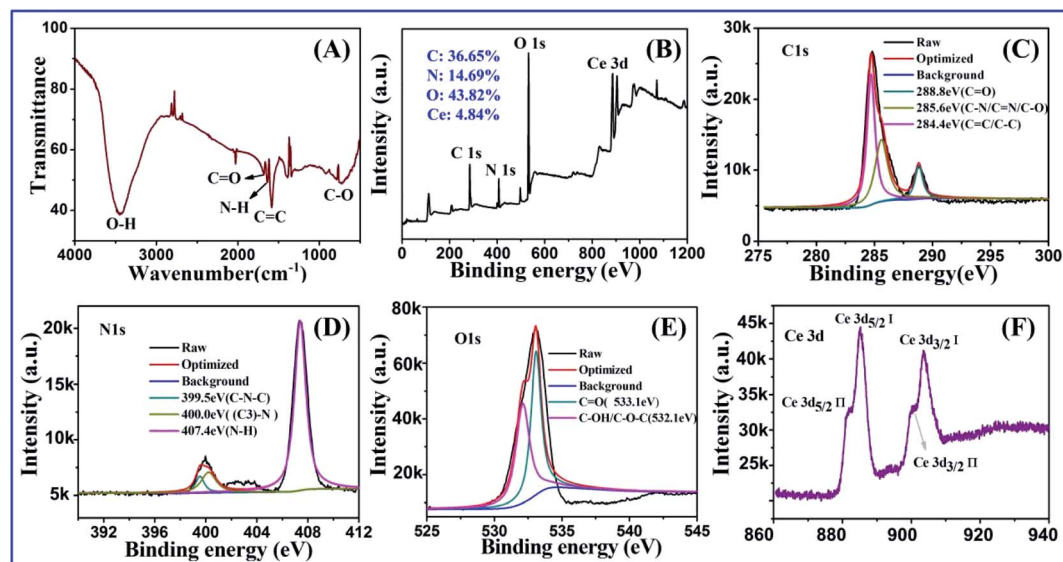 (A)
Transmittance
80
60
40
C=O
N-H
C=C
C-O
O-H
4000
3000
2000
1000
Wavenumber(cm-1)
(B)
C: 36.65%
N: 14.69%
O: 43.82%
Ce: 4.84%
O 1s
Ce 3d
C 1s
N 1s
Intensity (a.u.)
0
200
400
600
800
1000
1200
Binding energy (eV)
C1s
(C)
Raw
Optimized
Background
288.8eV(C=O)
285.6eV(C-N/C=N/C-O)
284.4eV(C=C/C-C)
Intensity (a.u.)
30k
20k
10k
0
275
280
285
290
295
300
Binding energy(eV)
N1s
(D)
Raw
Optimized
Background
399.5eV(C-N-C)
400.0eV( (C3)-N )
407.4eV(N-H)
Intensity (a.u.)
20k
15k
10k
5k
392
396
400
404
408
412
Binding energy (eV)
O1s
(E)
Raw
Optimized
Background
C=O( 533.1eV)
C-OH/C-O-C(532.1eV)
Intensity (a.u.)
80k
60k
40k
20k
525
530
535
540
545
Binding energy (eV)
Ce 3d
(F)
Ce 3d5/2 I
Ce 3d3/2 I
Ce 3d5/2 Π
Ce 3d3/2 Π
Intensity (a.u.)
45k
40k
35k
30k
25k
860
880
900
920
940
Binding energy (eV)